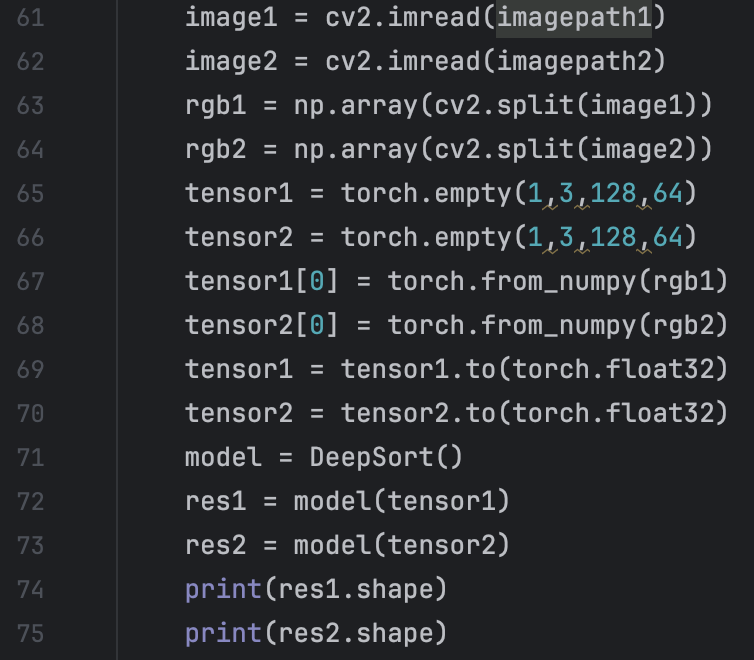 61 image1 = cv2.imread(imagepath1)
62 image2 = cv2.imread(imagepath2)
63 rgb1 = np.array(cv2.split(image1))
64 rgb2 = np.array(cv2.split(image2))
65 tensor1 = torch.empty(1,3,128,64)
66 tensor2 = torch.empty(1,3,128,64)
67 tensor1[0] = torch.from_numpy(rgb1)
68 tensor2[0] = torch.from_numpy(rgb2)
69 tensor1 = tensor1.to(torch.float32)
70 tensor2 = tensor2.to(torch.float32)
71 model = DeepSort()
72 res1 = model(tensor1)
73 res2 = model(tensor2)
74 print(res1.shape)
75 print(res2.shape)